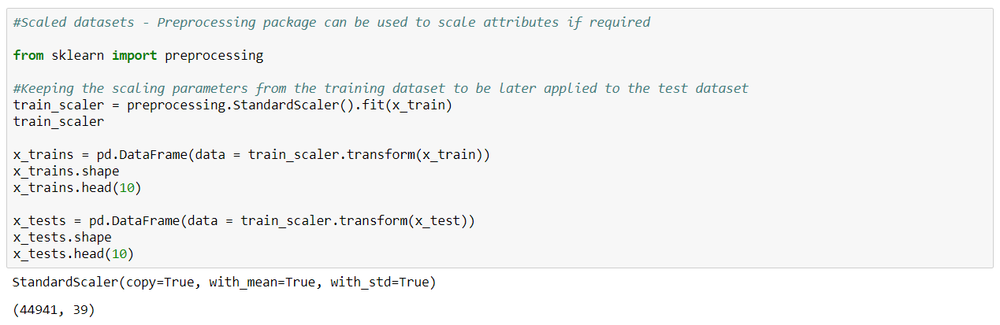 #Scaled datasets - Preprocessing package can be used to scale attributes if required
from sklearn import preprocessing
#Keeping the scaling parameters from the training dataset to be later applied to the test dataset
train_scaler = preprocessing.StandardScaler().fit(x_train)
train_scaler
x_trains = pd.DataFrame(data = train_scaler.transform(x_train))
x_trains.shape
x_trains.head(10)
x_tests = pd.DataFrame(data = train_scaler.transform(x_test))
x_tests.shape
x_tests.head(10)
StandardScaler(copy=True, with_mean=True, with_std=True)
(44941, 39)